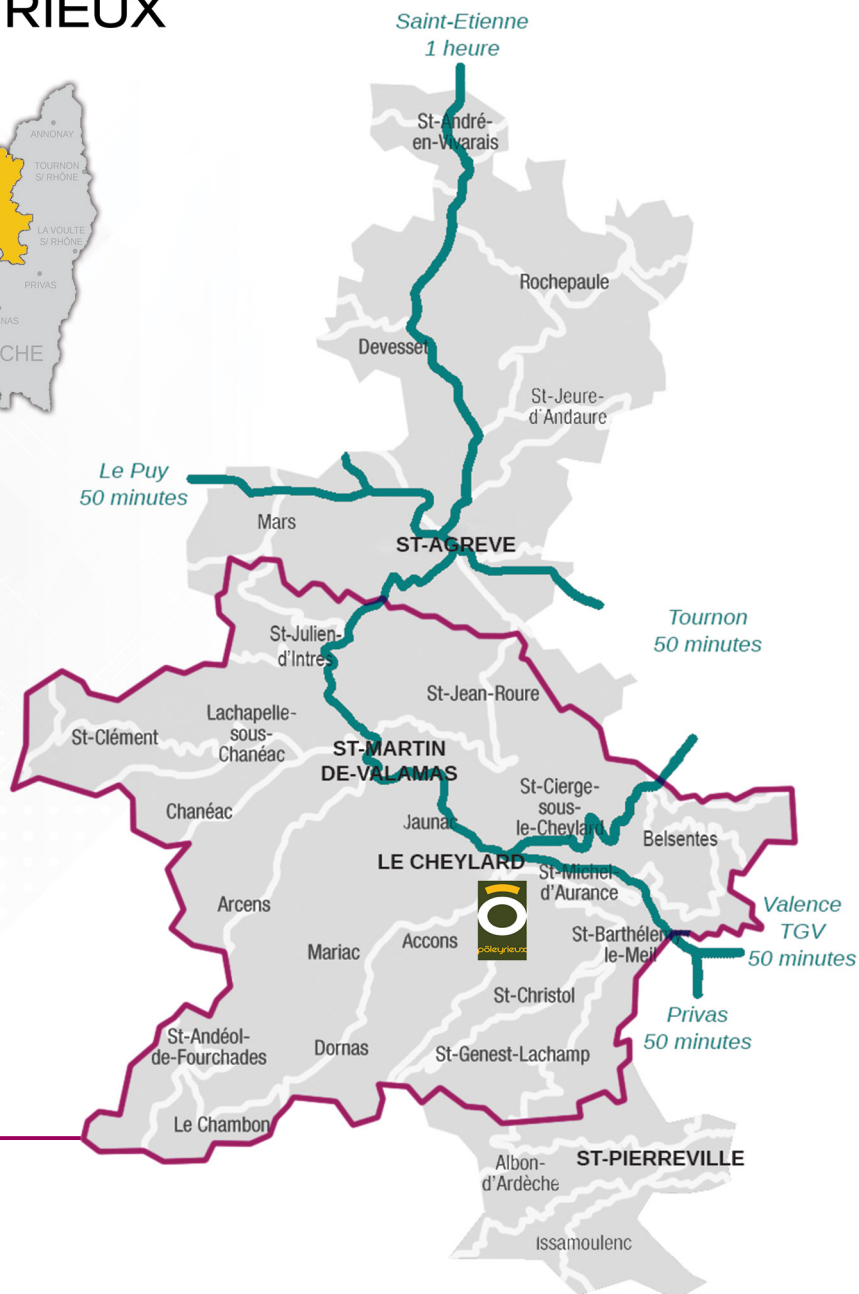 RIEUX
Saint-Etienne
1 heure
ANNONAY
TOURNON
S/ RHÔNE
LA VOULTE
S/ RHÔNE
PRIVAS
NAS
CHE
St-André-
en-Vivarais
Rochepaule
Devesset
St-Jeure-
d'Andaure
Le Puy
50 minutes
Mars
ST-AGREVE
Tournon
50 minutes
St-Julien-
d'Intres
St-Jean-Roure
Lachapelle-
sous-
Chanéac
St-Clément
ST-MARTIN
DE-VALAMAS
St-Cierge-
sous-
le-Cheylard
Chanéac
Jaunac
Belsentes
LE CHEYLARD
St-Michel
d'Aurance
Arcens
Valence
TGV
50 minutes
pôleyrieux
Accons
Mariac
St-Barthélemy
le-Meil
St-Christol
Privas
50 minutes
St-Andéol-
de-Fourchades
Dornas
St-Genest-Lachamp
Le Chambon
Albon-
d'Ardèche
ST-PIERREVILLE
Issamoulenc